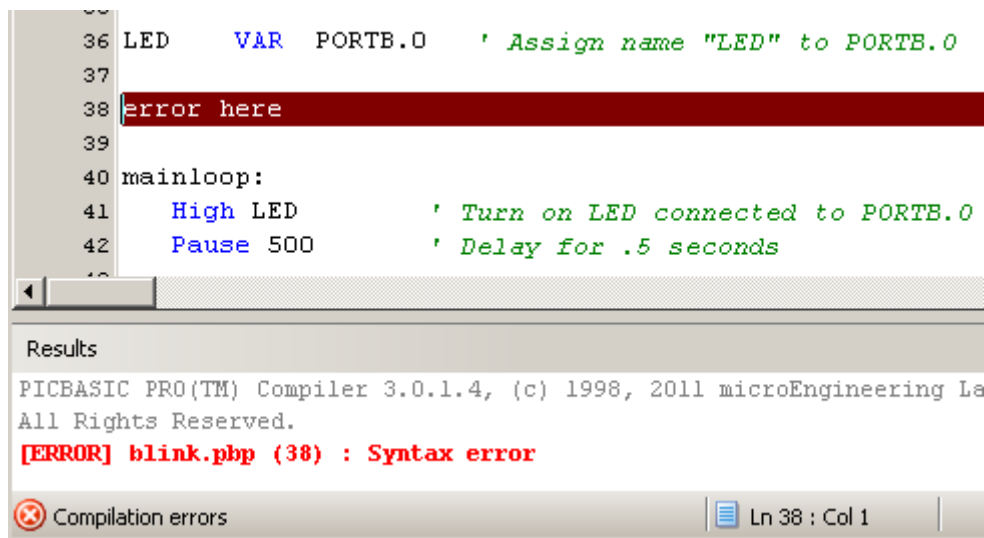 36 LED VAR PORTB.0 ' Assign name "LED" to PORTB.0
37
38 error here
39
40 mainloop:
41 High LED ' Turn on LED connected to PORTB.0
42 Pause 500 ' Delay for .5 seconds
Results
PICBASIC PRO(TM) Compiler 3.0.1.4, (c) 1998, 2011 microEngineering La
All Rights Reserved.
[ERROR] blink.pbp (38) : Syntax error
Compilation errors Ln 38 : Col 1